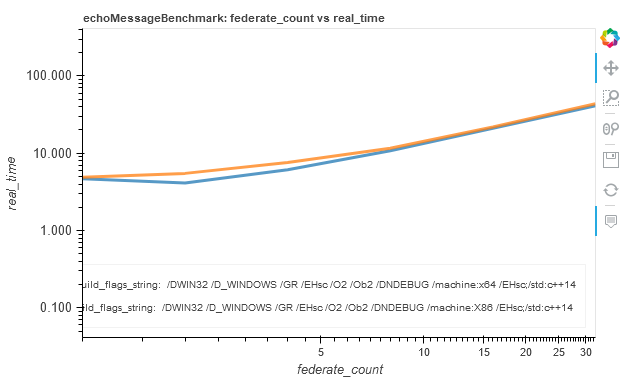 echoMessageBenchmark: federate_count vs real_time
100.000
10.000
1.000
0.100
real_time
uild_flags_string: /DWIN32 /D_WINDOWS /GR /EHsc /O2 /Ob2 /DNDEBUG /machine:x64 /EHsc;/std:c++14
ild_flags_string: /DWIN32 /D_WINDOWS /GR /EHsc /O2 /Ob2 /DNDEBUG /machine:X86 /EHsc;/std:c++14
5 10 15 20 25 30
federate_count